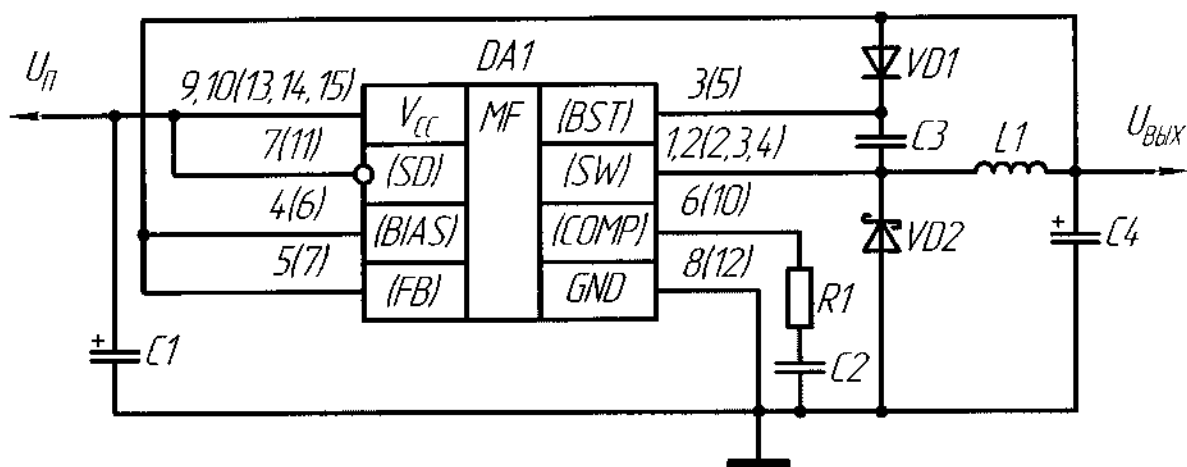 DA1
U_П
9,10(13,14,15)
V_CC
MF
(BST)
3(5)
VD1
7(11)
(SD)
(SW)
1,2(2,3,4)
C3
L1
U_ВЫХ
4(6)
(BIAS)
(COMP)
6(10)
VD2
+
C4
5(7)
(FB)
GND
8(12)
R1
+
C1
C2